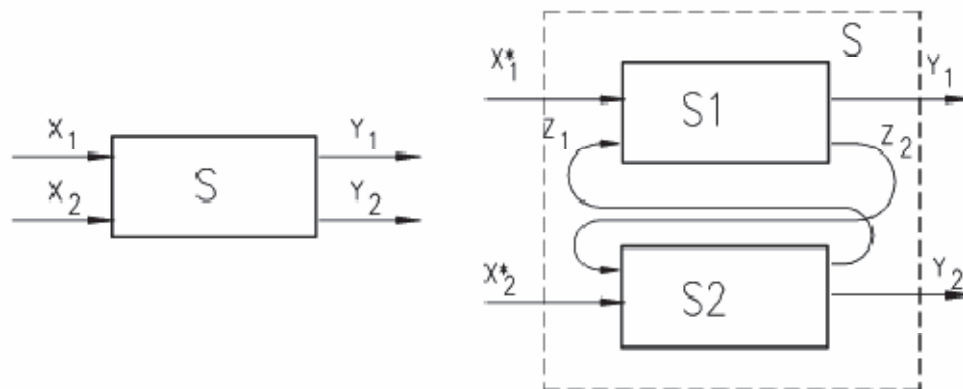 X₁ Y₁
X₂ S Y₂
S
X*₁ S1 Y₁
Z₁ Z₂
X*₂ S2 Y₂